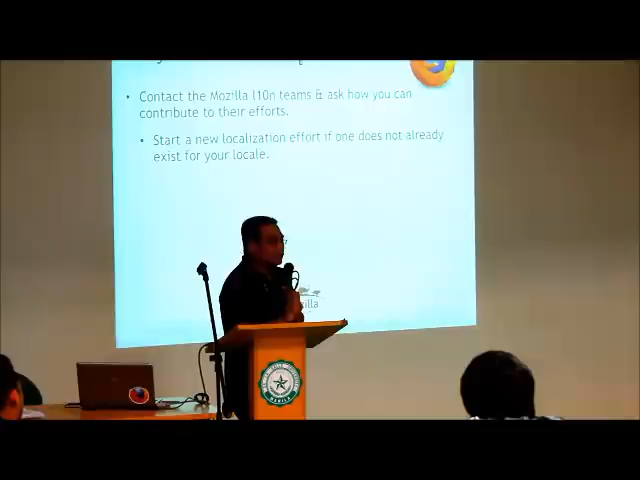 • Contact the Mozilla l10n teams & ask how you can
contribute to their efforts.
• Start a new localization effort if one does not already
exist for your locale.
MANILA